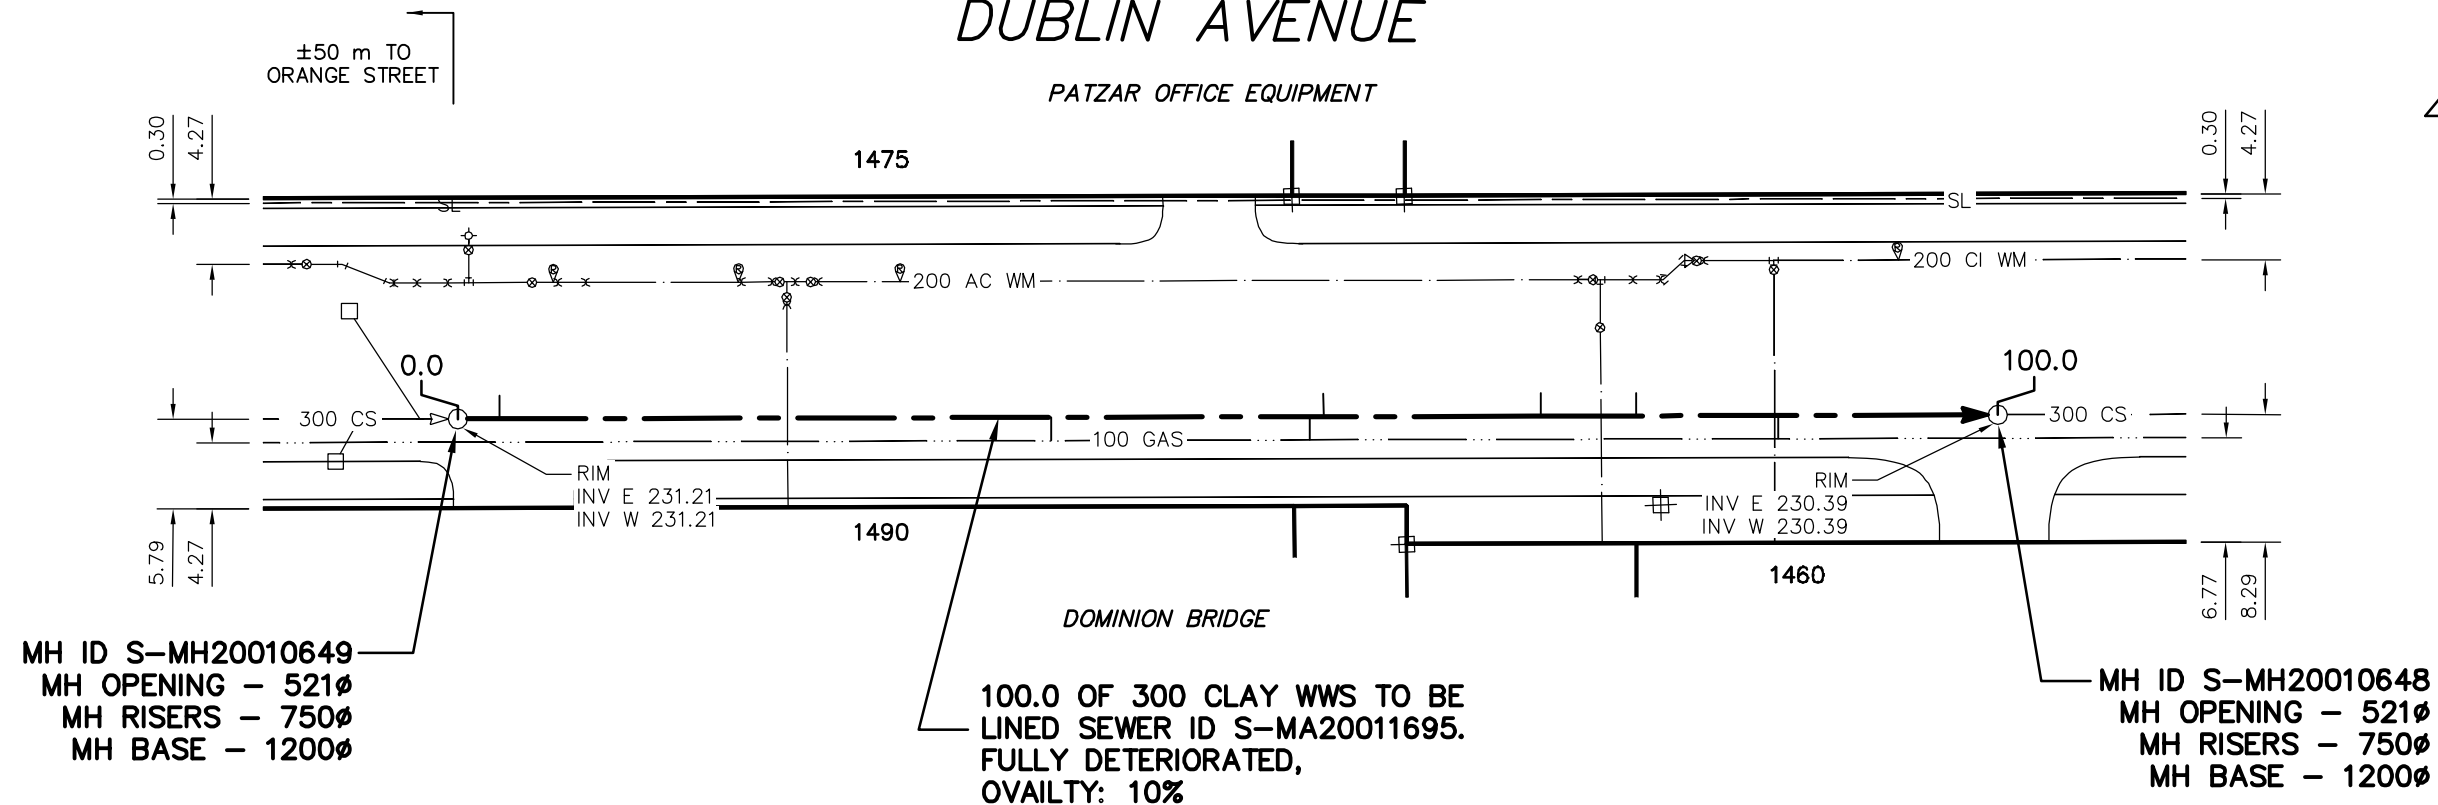 DUBLIN AVENUE
±50 m TO
ORANGE STREET
PATZAR OFFICE EQUIPMENT
0.30
4.27
0.30
4.27
1475
SL
SL
200 AC WM
200 CI WM
0.0
100.0
300 CS
300 CS
100 GAS
RIM
INV E 231.21
INV W 231.21
RIM
INV E 230.39
INV W 230.39
1490
1460
5.79
4.27
6.77
8.29
DOMINION BRIDGE
MH ID S-MH20010649
MH OPENING - 521ø
MH RISERS - 750ø
MH BASE - 1200ø
100.0 OF 300 CLAY WWS TO BE
LINED SEWER ID S-MA20011695.
FULLY DETERIORATED,
OVAILTY: 10%
MH ID S-MH20010648
MH OPENING - 521ø
MH RISERS - 750ø
MH BASE - 1200ø